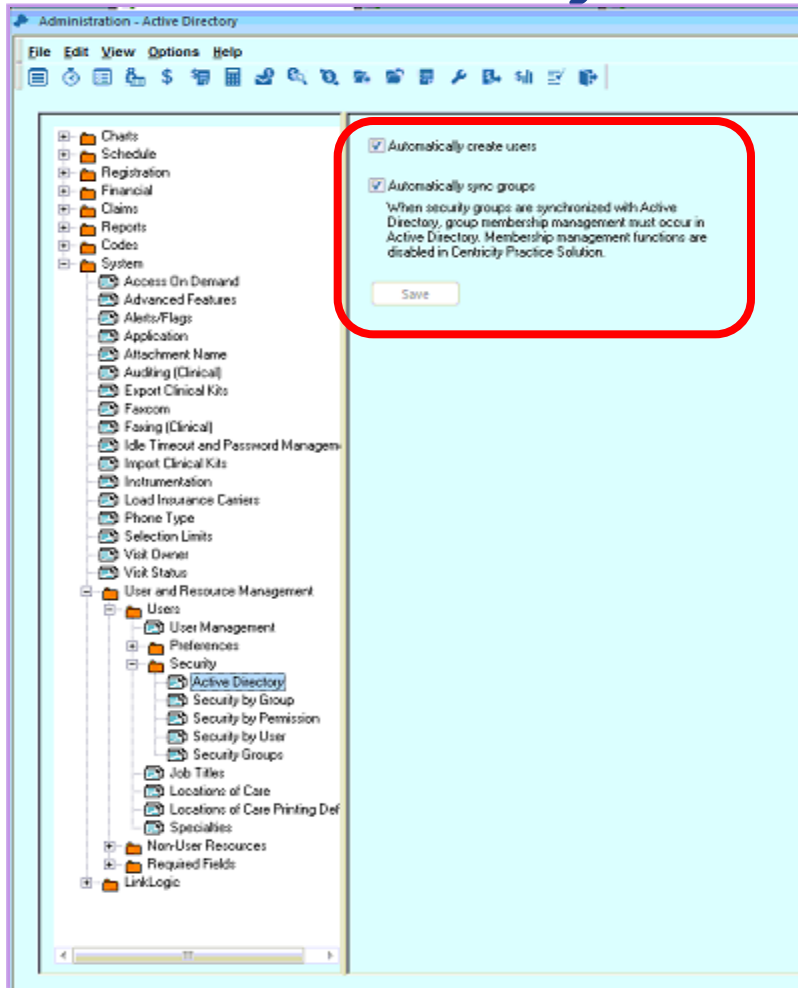 Administration - Active Directory
File Edit View Options Help
Charts
Schedule
Registration
Financial
Claims
Reports
Codes
System
Access On Demand
Advanced Features
Alerts/Flags
Application
Attachment Name
Auditing (Clinical)
Export Clinical Kits
Faxcom
Faxing (Clinical)
Idle Timeout and Password Managem
Import Clinical Kits
Instrumentation
Load Insurance Carriers
Phone Type
Selection Limits
Visit Owner
Visit Status
User and Resource Management
Users
User Management
Preferences
Security
Active Directory
Security by Group
Security by Permission
Security by User
Security Groups
Job Titles
Locations of Care
Locations of Care Printing Def
Specialties
Non-User Resources
Required Fields
LinkLogic
Automatically create users
Automatically sync groups
When security groups are synchronized with Active
Directory, group membership management must occur in
Active Directory. Membership management functions are
disabled in Centricity Practice Solution.
Save